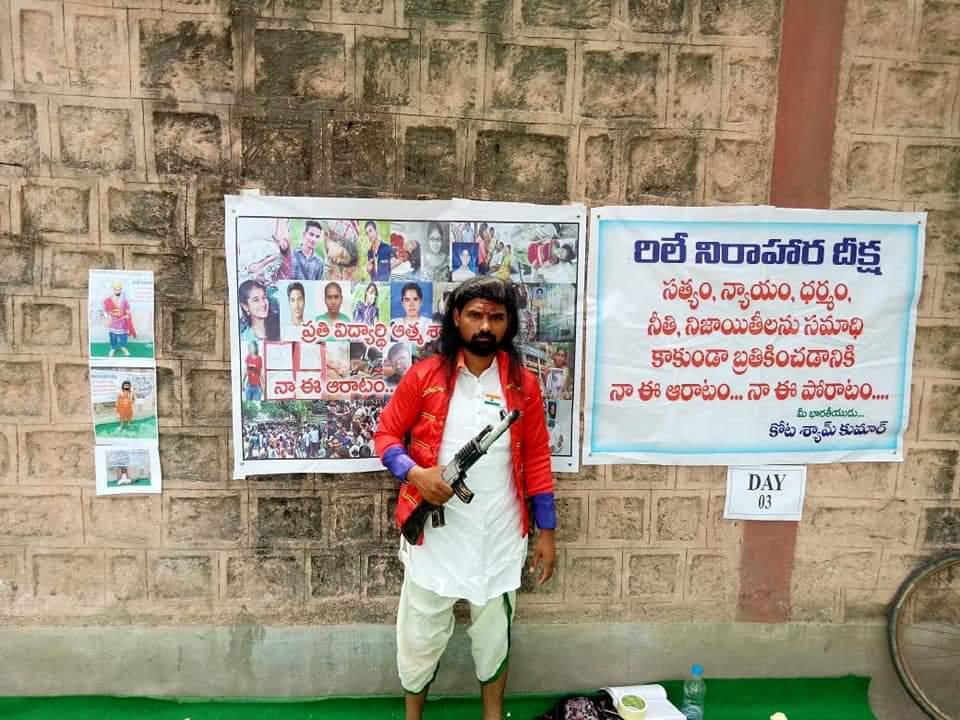 ప్రతి విద్యార్థి ఆత్మ
నా ఈ ఆరాటం..
రిలే నిరాహార దీక్ష
సత్యం, న్యాయం, ధర్మం,
నీతి, నిజాయితీలను సమాధి
కాకుండా బ్రతికించడానికి
నా ఈ ఆరాటం... నా ఈ పోరాటం....
మీ భారతీయుడు...
కోట శ్యామ్ కుమార్
DAY
03